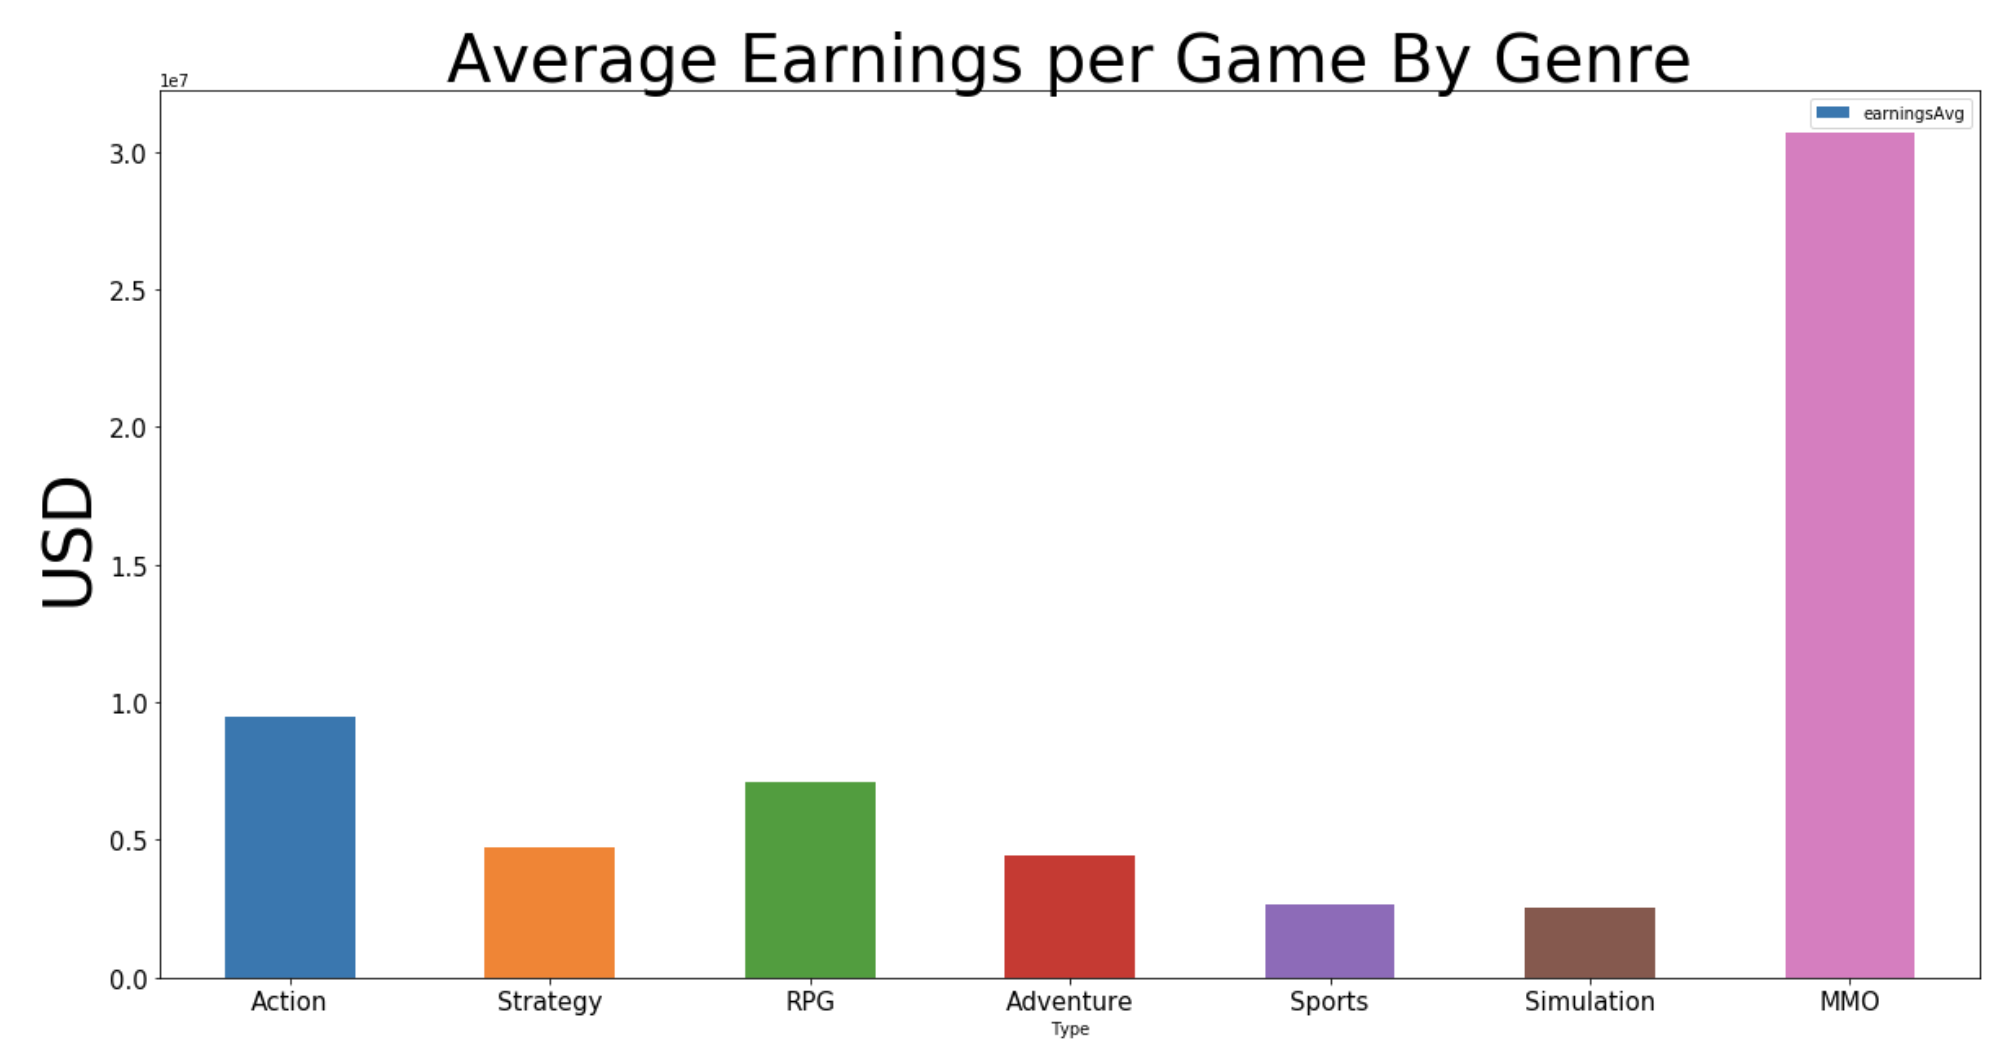 Average Earnings per Game By Genre
1e7
earningsAvg
3.0
2.5
2.0
1.5
1.0
0.5
0.0
USD
Action Strategy RPG Adventure Sports Simulation MMO
Type